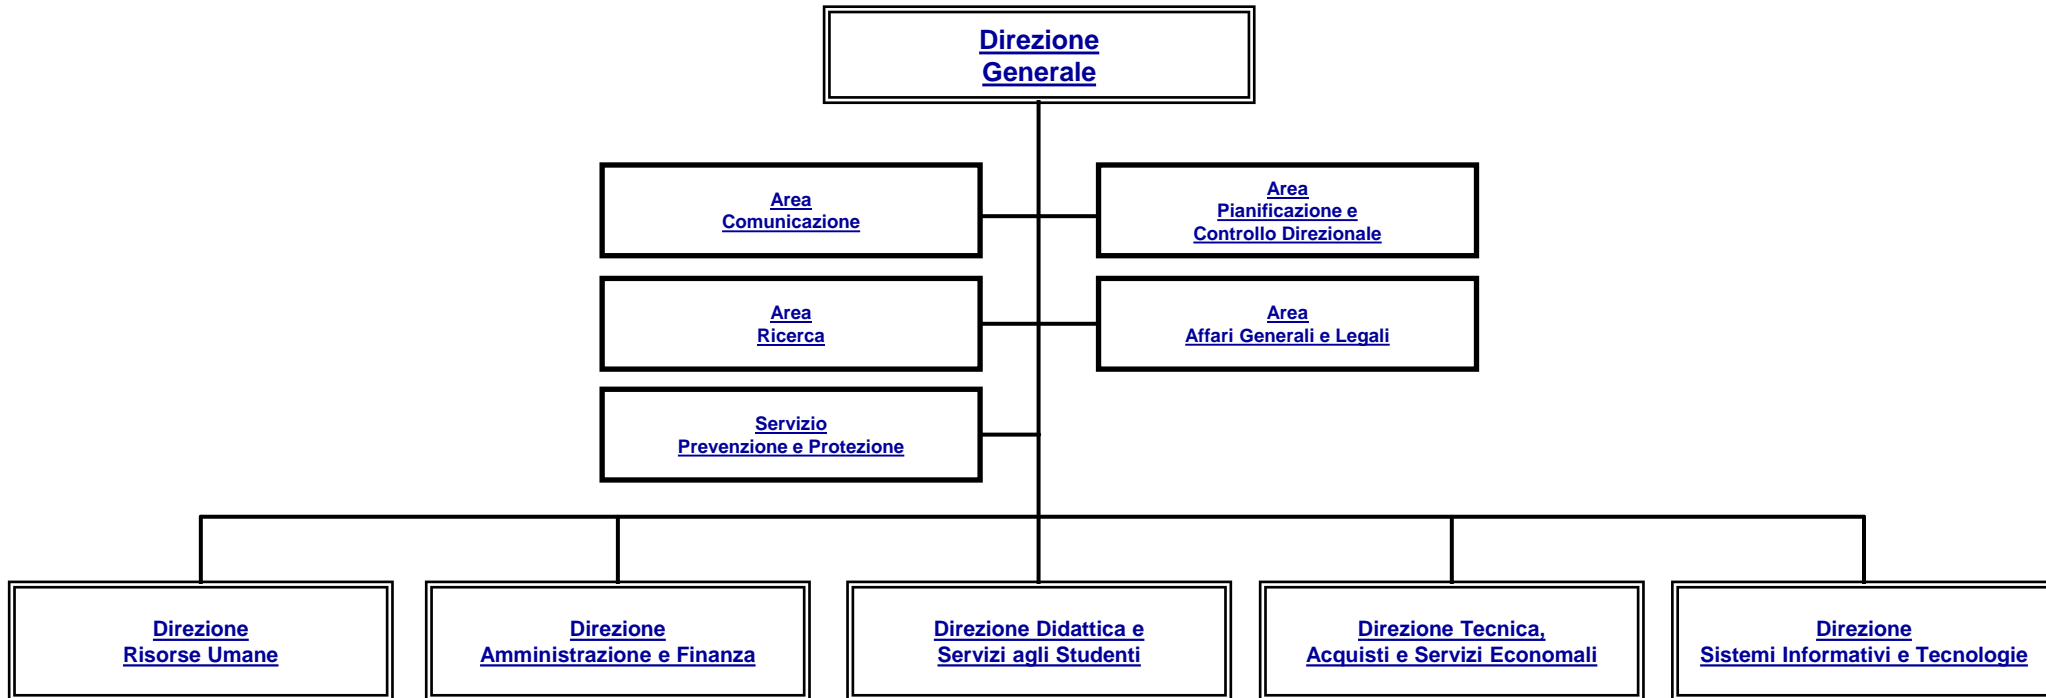 Direzione
Generale
Area
Comunicazione
Area
Pianificazione e
Controllo Direzionale
Area
Ricerca
Area
Affari Generali e Legali
Servizio
Prevenzione e Protezione
Direzione
Risorse Umane
Direzione
Amministrazione e Finanza
Direzione Didattica e
Servizi agli Studenti
Direzione Tecnica,
Acquisti e Servizi Economali
Direzione
Sistemi Informativi e Tecnologie